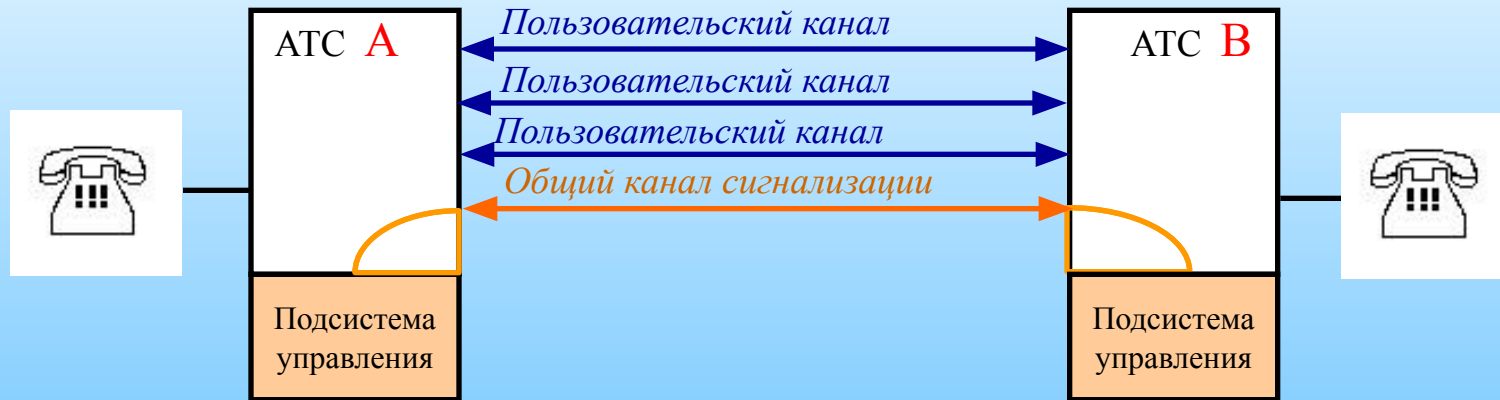 АТС А
Пользовательский канал
АТС В
Пользовательский канал
Пользовательский канал
Общий канал сигнализации
Подсистема
управления
Подсистема
управления